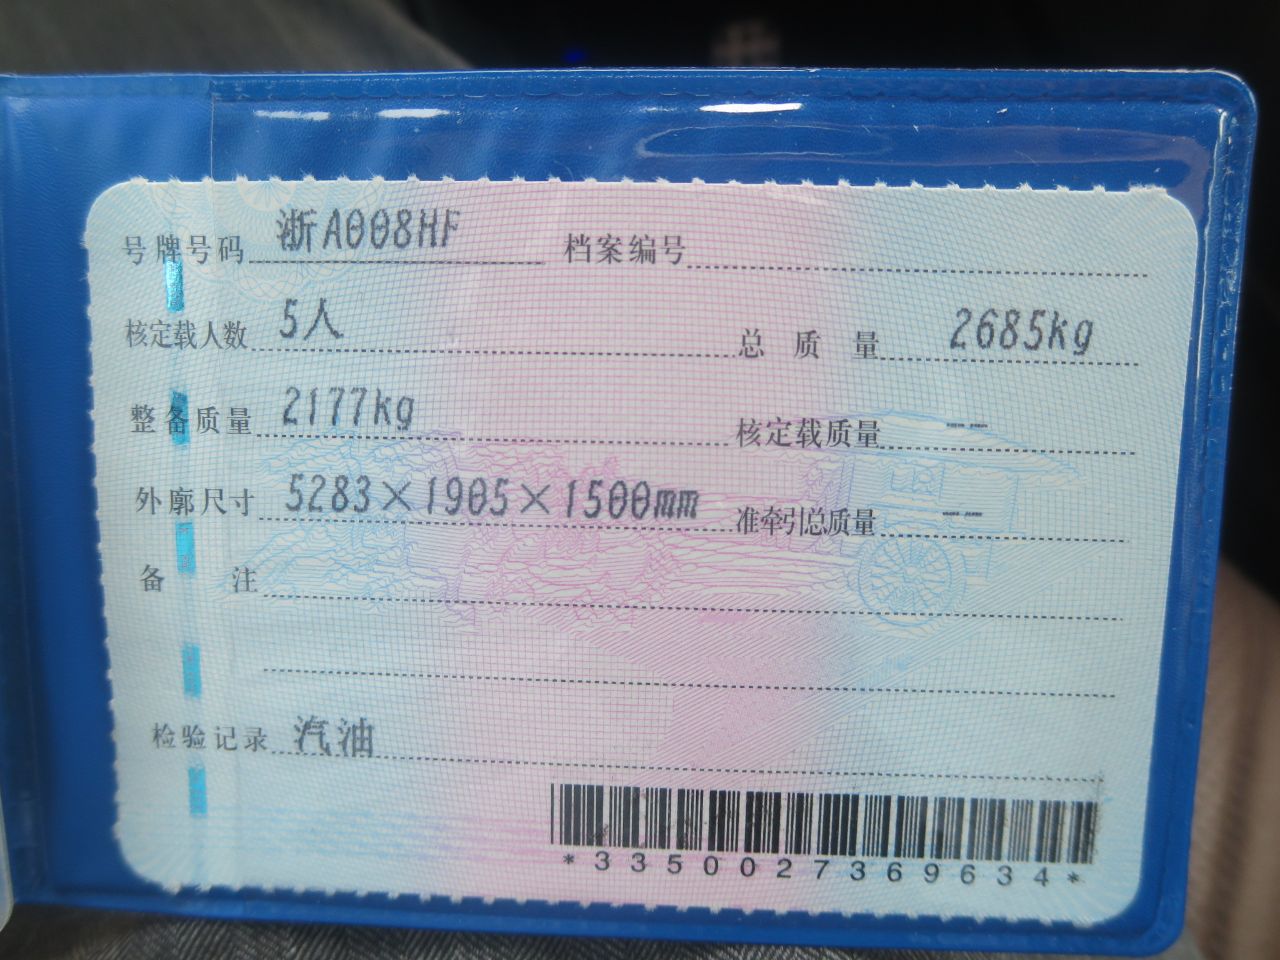 号牌号码 浙A008HF 档案编号
核定载人数 5人 总质量 2685kg
整备质量 2177kg 核定载质量 --
外廓尺寸 5283×1905×1500mm 准牵引总质量 --
备注
检验记录 汽油
*3350027369634*